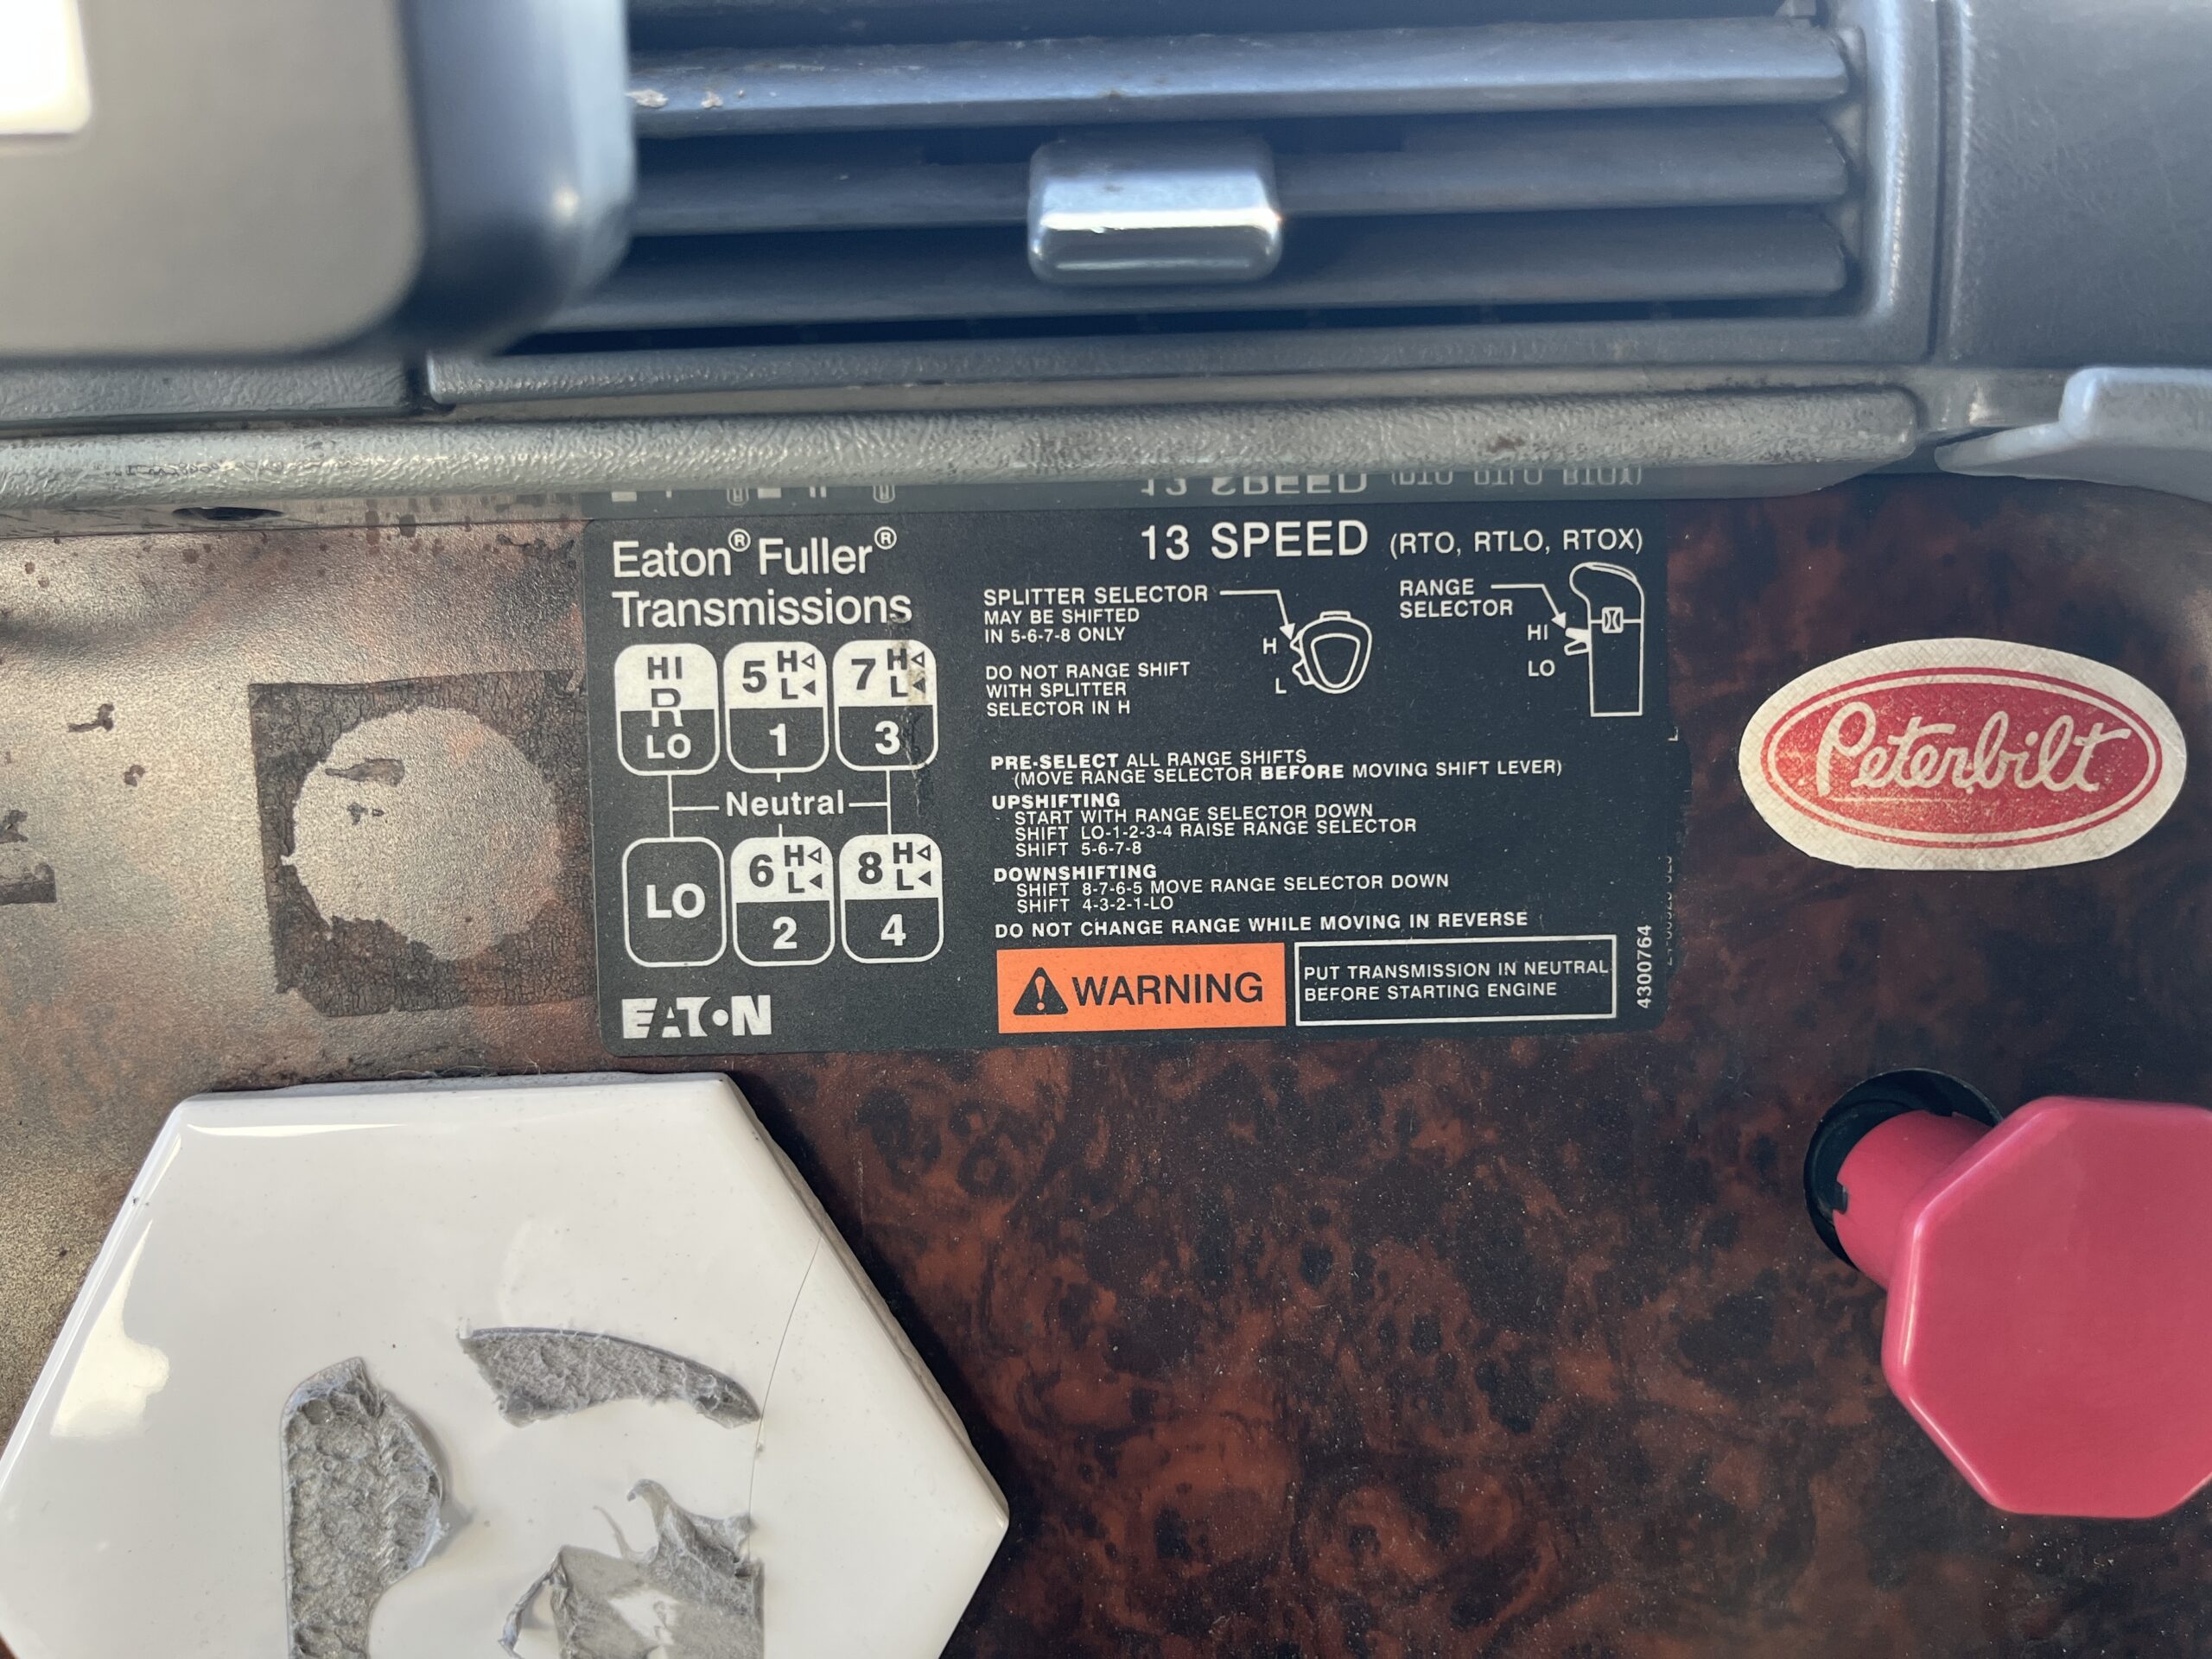 Eaton® Fuller®
Transmissions
13 SPEED (RTO, RTLO, RTOX)
SPLITTER SELECTOR
MAY BE SHIFTED
IN 5-6-7-8 ONLY
H
L
RANGE
SELECTOR
HI
LO
DO NOT RANGE SHIFT
WITH SPLITTER
SELECTOR IN H
HI
R
LO
5 H
L
1
7 H
L
3
Neutral
LO
6 H
L
2
8 H
L
4
EATON
PRE-SELECT ALL RANGE SHIFTS
(MOVE RANGE SELECTOR BEFORE MOVING SHIFT LEVER)
UPSHIFTING
START WITH RANGE SELECTOR DOWN
SHIFT LO-1-2-3-4 RAISE RANGE SELECTOR
SHIFT 5-6-7-8
DOWNSHIFTING
SHIFT 8-7-6-5 MOVE RANGE SELECTOR DOWN
SHIFT 4-3-2-1-LO
DO NOT CHANGE RANGE WHILE MOVING IN REVERSE
WARNING
PUT TRANSMISSION IN NEUTRAL
BEFORE STARTING ENGINE
4300764
Peterbilt